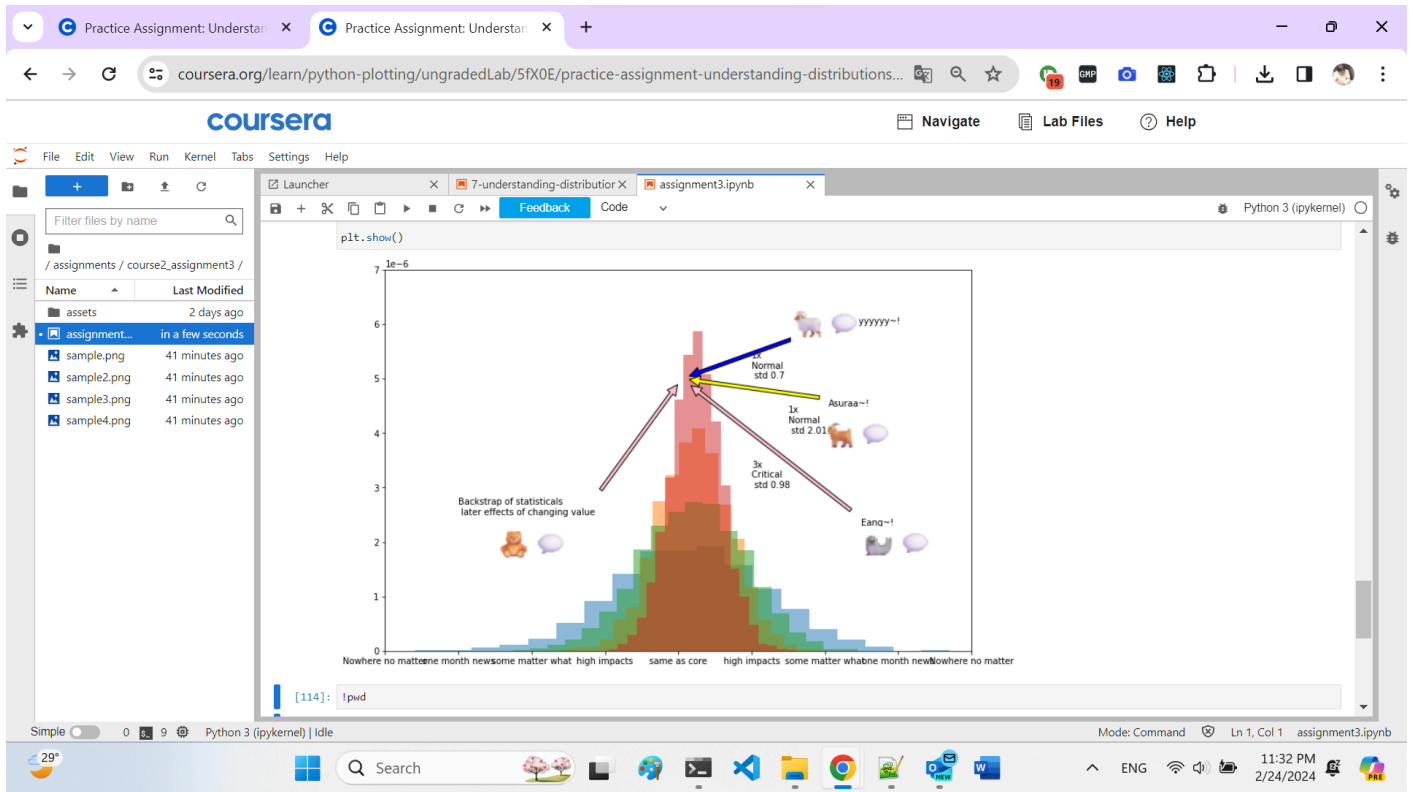 Practice Assignment: Understan
Practice Assignment: Understan
coursera.org/learn/python-plotting/ungradedLab/5fX0E/practice-assignment-understanding-distributions...
19
GMP
coursera
Navigate
Lab Files
Help
File Edit View Run Kernel Tabs Settings Help
Launcher
7-understanding-distribution
assignment3.ipynb
Filter files by name
Feedback
Code
Python 3 (ipykernel)
/ assignments / course2_assignment3 /
Name Last Modified
assets 2 days ago
assignment... in a few seconds
sample.png 41 minutes ago
sample2.png 41 minutes ago
sample3.png 41 minutes ago
sample4.png 41 minutes ago
plt.show()
1e-6
7
6
5
4
3
2
1
0
yyyyyy~!
1x
Normal
std 0.7
Asuraa~!
1x
Normal
std 2.01
3x
Critical
std 0.98
Backstrap of statisticals
later effects of changing value
Eang~!
Nowhere no matter one month news some matter what high impacts same as core high impacts some matter what one month news Nowhere no matter
[114]: !pwd
Simple 0 9 Python 3 (ipykernel) | Idle
Mode: Command Ln 1, Col 1 assignment3.ipynb
29°
Search
NEW
ENG
11:32 PM
2/24/2024
PRE